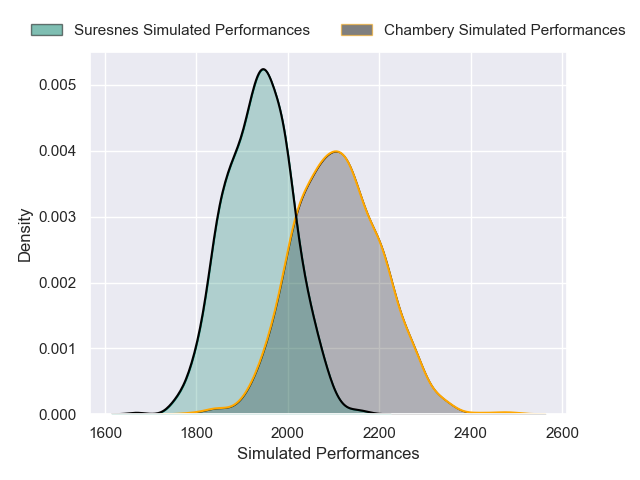 Suresnes Simulated Performances Chambery Simulated Performances
0.005
0.004
0.003
0.002
0.001
0.000
Density
1600 1800 2000 2200 2400 2600
Simulated Performances